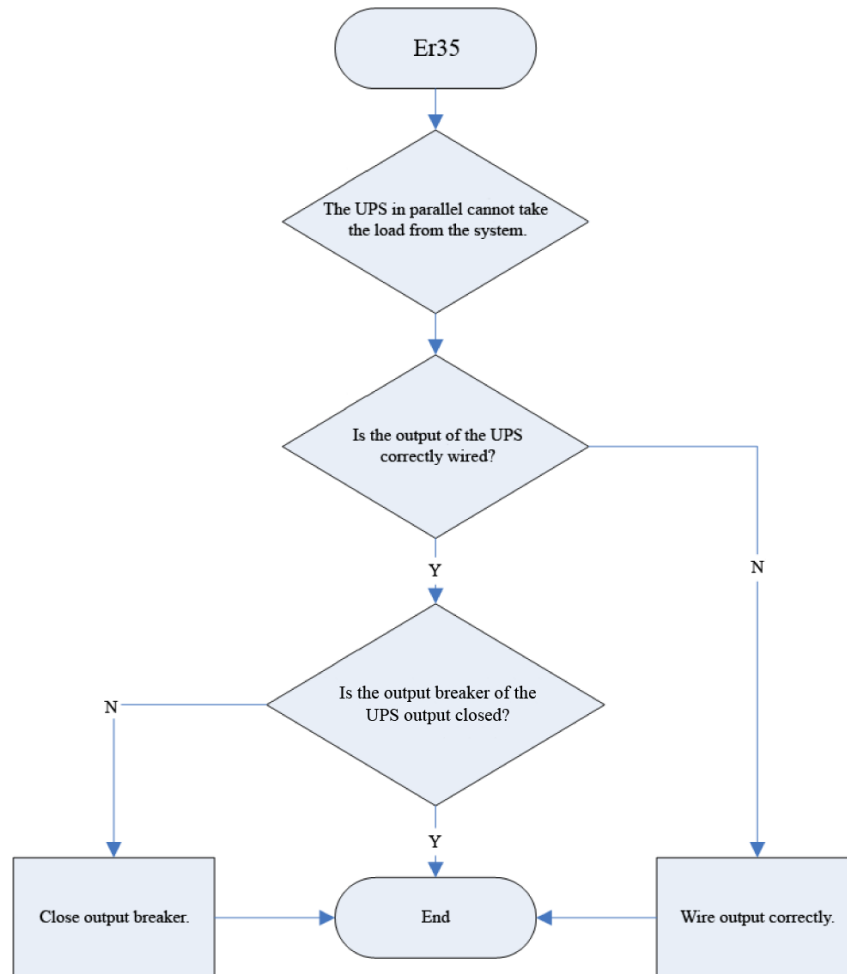 Er35
The UPS in parallel cannot take
the load from the system.
Is the output of the UPS
correctly wired?
Y
N
Is the output breaker of the
UPS output closed?
N
Y
Close output breaker.
End
Wire output correctly.